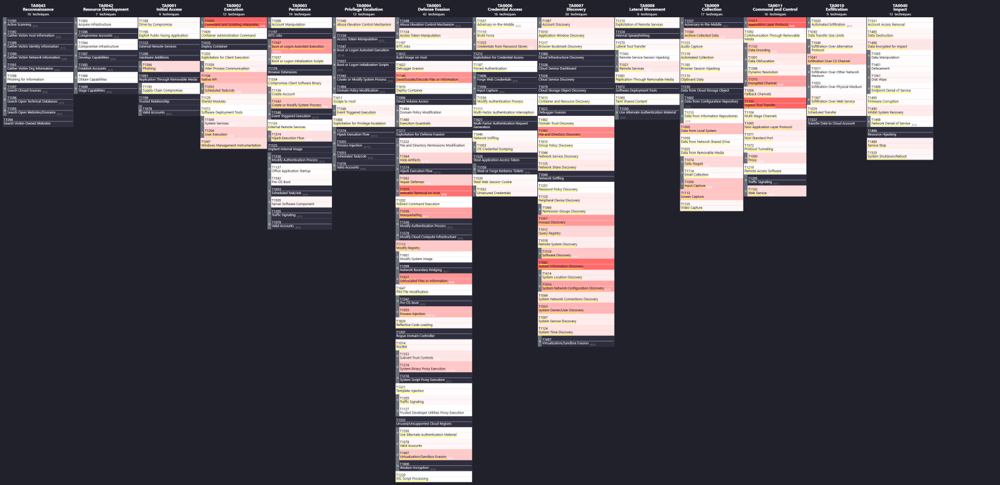 TA0043
Reconnaissance
10 techniques
T1595
Active Scanning
T1592
Gather Victim Host Information
T1589
Gather Victim Identity Information
T1590
Gather Victim Network Information
T1591
Gather Victim Org Information
T1598
Phishing for Information
T1597
Search Closed Sources
T1596
Search Open Technical Databases
T1593
Search Open Websites/Domains
T1594
Search Victim-Owned Websites
TA0042
Resource Development
7 techniques
T1583
Acquire Infrastructure
T1586
Compromise Accounts
T1584
Compromise Infrastructure
T1587
Develop Capabilities
T1585
Establish Accounts
T1588
Obtain Capabilities
T1608
Stage Capabilities
TA0001
Initial Access
9 techniques
T1189
Drive-by Compromise
T1190
Exploit Public-Facing Application
T1133
External Remote Services
T1200
Hardware Additions
T1566
Phishing
T1091
Replication Through Removable Media
T1195
Supply Chain Compromise
T1199
Trusted Relationship
T1078
Valid Accounts
TA0002
Execution
12 techniques
T1059
Command and Scripting Interpreter
T1609
Container Administration Command
T1610
Deploy Container
T1203
Exploitation for Client Execution
T1559
Inter-Process Communication
T1106
Native API
T1053
Scheduled Task/Job
T1129
Shared Modules
T1072
Software Deployment Tools
T1569
System Services
T1204
User Execution
T1047
Windows Management Instrumentation
TA0003
Persistence
19 techniques
T1098
Account Manipulation
T1197
BITS Jobs
T1547
Boot or Logon Autostart Execution
T1037
Boot or Logon Initialization Scripts
T1176
Browser Extensions
T1554
Compromise Client Software Binary
T1136
Create Account
T1543
Create or Modify System Process
T1546
Event Triggered Execution
T1133
External Remote Services
T1574
Hijack Execution Flow
T1525
Implant Internal Image
T1556
Modify Authentication Process
T1137
Office Application Startup
T1542
Pre-OS Boot
T1053
Scheduled Task/Job
T1505
Server Software Component
T1205
Traffic Signaling
T1078
Valid Accounts
TA0004
Privilege Escalation
13 techniques
T1548
Abuse Elevation Control Mechanism
T1134
Access Token Manipulation
T1547
Boot or Logon Autostart Execution
T1037
Boot or Logon Initialization Scripts
T1543
Create or Modify System Process
T1484
Domain Policy Modification
T1611
Escape to Host
T1546
Event Triggered Execution
T1068
Exploitation for Privilege Escalation
T1574
Hijack Execution Flow
T1055
Process Injection
T1053
Scheduled Task/Job
T1078
Valid Accounts
TA0005
Defense Evasion
42 techniques
T1548
Abuse Elevation Control Mechanism
T1134
Access Token Manipulation
T1197
BITS Jobs
T1612
Build Image on Host
T1622
Debugger Evasion
T1140
Deobfuscate/Decode Files or Information
T1610
Deploy Container
T1006
Direct Volume Access
T1484
Domain Policy Modification
T1480
Execution Guardrails
T1211
Exploitation for Defense Evasion
T1222
File and Directory Permissions Modification
T1564
Hide Artifacts
T1574
Hijack Execution Flow
T1562
Impair Defenses
T1070
Indicator Removal on Host
T1202
Indirect Command Execution
T1036
Masquerading
T1556
Modify Authentication Process
T1578
Modify Cloud Compute Infrastructure
T1112
Modify Registry
T1601
Modify System Image
T1599
Network Boundary Bridging
T1027
Obfuscated Files or Information
T1647
Plist File Modification
T1542
Pre-OS Boot
T1055
Process Injection
T1620
Reflective Code Loading
T1207
Rogue Domain Controller
T1014
Rootkit
T1553
Subvert Trust Controls
T1218
System Binary Proxy Execution
T1216
System Script Proxy Execution
T1221
Template Injection
T1205
Traffic Signaling
T1127
Trusted Developer Utilities Proxy Execution
T1535
Unused/Unsupported Cloud Regions
T1550
Use Alternate Authentication Material
T1078
Valid Accounts
T1497
Virtualization/Sandbox Evasion
T1600
Weaken Encryption
T1220
XSL Script Processing
TA0006
Credential Access
16 techniques
T1557
Adversary-in-the-Middle
T1110
Brute Force
T1555
Credentials from Password Stores
T1212
Exploitation for Credential Access
T1187
Forced Authentication
T1606
Forge Web Credentials
T1056
Input Capture
T1556
Modify Authentication Process
T1111
Multi-Factor Authentication Interception
T1621
Multi-Factor Authentication Request
Generation
T1040
Network Sniffing
T1003
OS Credential Dumping
T1528
Steal Application Access Token
T1558
Steal or Forge Kerberos Tickets
T1539
Steal Web Session Cookie
T1552
Unsecured Credentials
TA0007
Discovery
30 techniques
T1087
Account Discovery
T1010
Application Window Discovery
T1217
Browser Bookmark Discovery
T1580
Cloud Infrastructure Discovery
T1538
Cloud Service Dashboard
T1526
Cloud Service Discovery
T1619
Cloud Storage Object Discovery
T1613
Container and Resource Discovery
T1622
Debugger Evasion
T1482
Domain Trust Discovery
T1083
File and Directory Discovery
T1615
Group Policy Discovery
T1046
Network Service Discovery
T1135
Network Share Discovery
T1040
Network Sniffing
T1201
Password Policy Discovery
T1120
Peripheral Device Discovery
T1069
Permission Groups Discovery
T1057
Process Discovery
T1012
Query Registry
T1018
Remote System Discovery
T1518
Software Discovery
T1082
System Information Discovery
T1614
System Location Discovery
T1016
System Network Configuration Discovery
T1049
System Network Connections Discovery
T1033
System Owner/User Discovery
T1007
System Service Discovery
T1124
System Time Discovery
T1497
Virtualization/Sandbox Evasion
TA0008
Lateral Movement
9 techniques
T1210
Exploitation of Remote Services
T1534
Internal Spearphishing
T1570
Lateral Tool Transfer
T1563
Remote Service Session Hijacking
T1021
Remote Services
T1091
Replication Through Removable Media
T1072
Software Deployment Tools
T1080
Taint Shared Content
T1550
Use Alternate Authentication Material
TA0009
Collection
17 techniques
T1557
Adversary-in-the-Middle
T1560
Archive Collected Data
T1123
Audio Capture
T1119
Automated Collection
T1185
Browser Session Hijacking
T1115
Clipboard Data
T1530
Data from Cloud Storage Object
T1602
Data from Configuration Repository
T1213
Data from Information Repositories
T1005
Data from Local System
T1039
Data from Network Shared Drive
T1025
Data from Removable Media
T1074
Data Staged
T1114
Email Collection
T1056
Input Capture
T1113
Screen Capture
T1125
Video Capture
TA0011
Command and Control
16 techniques
T1071
Application Layer Protocol
T1092
Communication Through Removable
Media
T1132
Data Encoding
T1001
Data Obfuscation
T1568
Dynamic Resolution
T1573
Encrypted Channel
T1008
Fallback Channels
T1105
Ingress Tool Transfer
T1104
Multi-Stage Channels
T1095
Non-Application Layer Protocol
T1571
Non-Standard Port
T1572
Protocol Tunneling
T1090
Proxy
T1219
Remote Access Software
T1205
Traffic Signaling
T1102
Web Service
TA0010
Exfiltration
9 techniques
T1020
Automated Exfiltration
T1030
Data Transfer Size Limits
T1048
Exfiltration Over Alternative
Protocol
T1041
Exfiltration Over C2 Channel
T1011
Exfiltration Over Other Network
Medium
T1052
Exfiltration Over Physical Medium
T1567
Exfiltration Over Web Service
T1029
Scheduled Transfer
T1537
Transfer Data to Cloud Account
TA0040
Impact
13 techniques
T1531
Account Access Removal
T1485
Data Destruction
T1486
Data Encrypted for Impact
T1565
Data Manipulation
T1491
Defacement
T1561
Disk Wipe
T1499
Endpoint Denial of Service
T1495
Firmware Corruption
T1490
Inhibit System Recovery
T1498
Network Denial of Service
T1496
Resource Hijacking
T1489
Service Stop
T1529
System Shutdown/Reboot